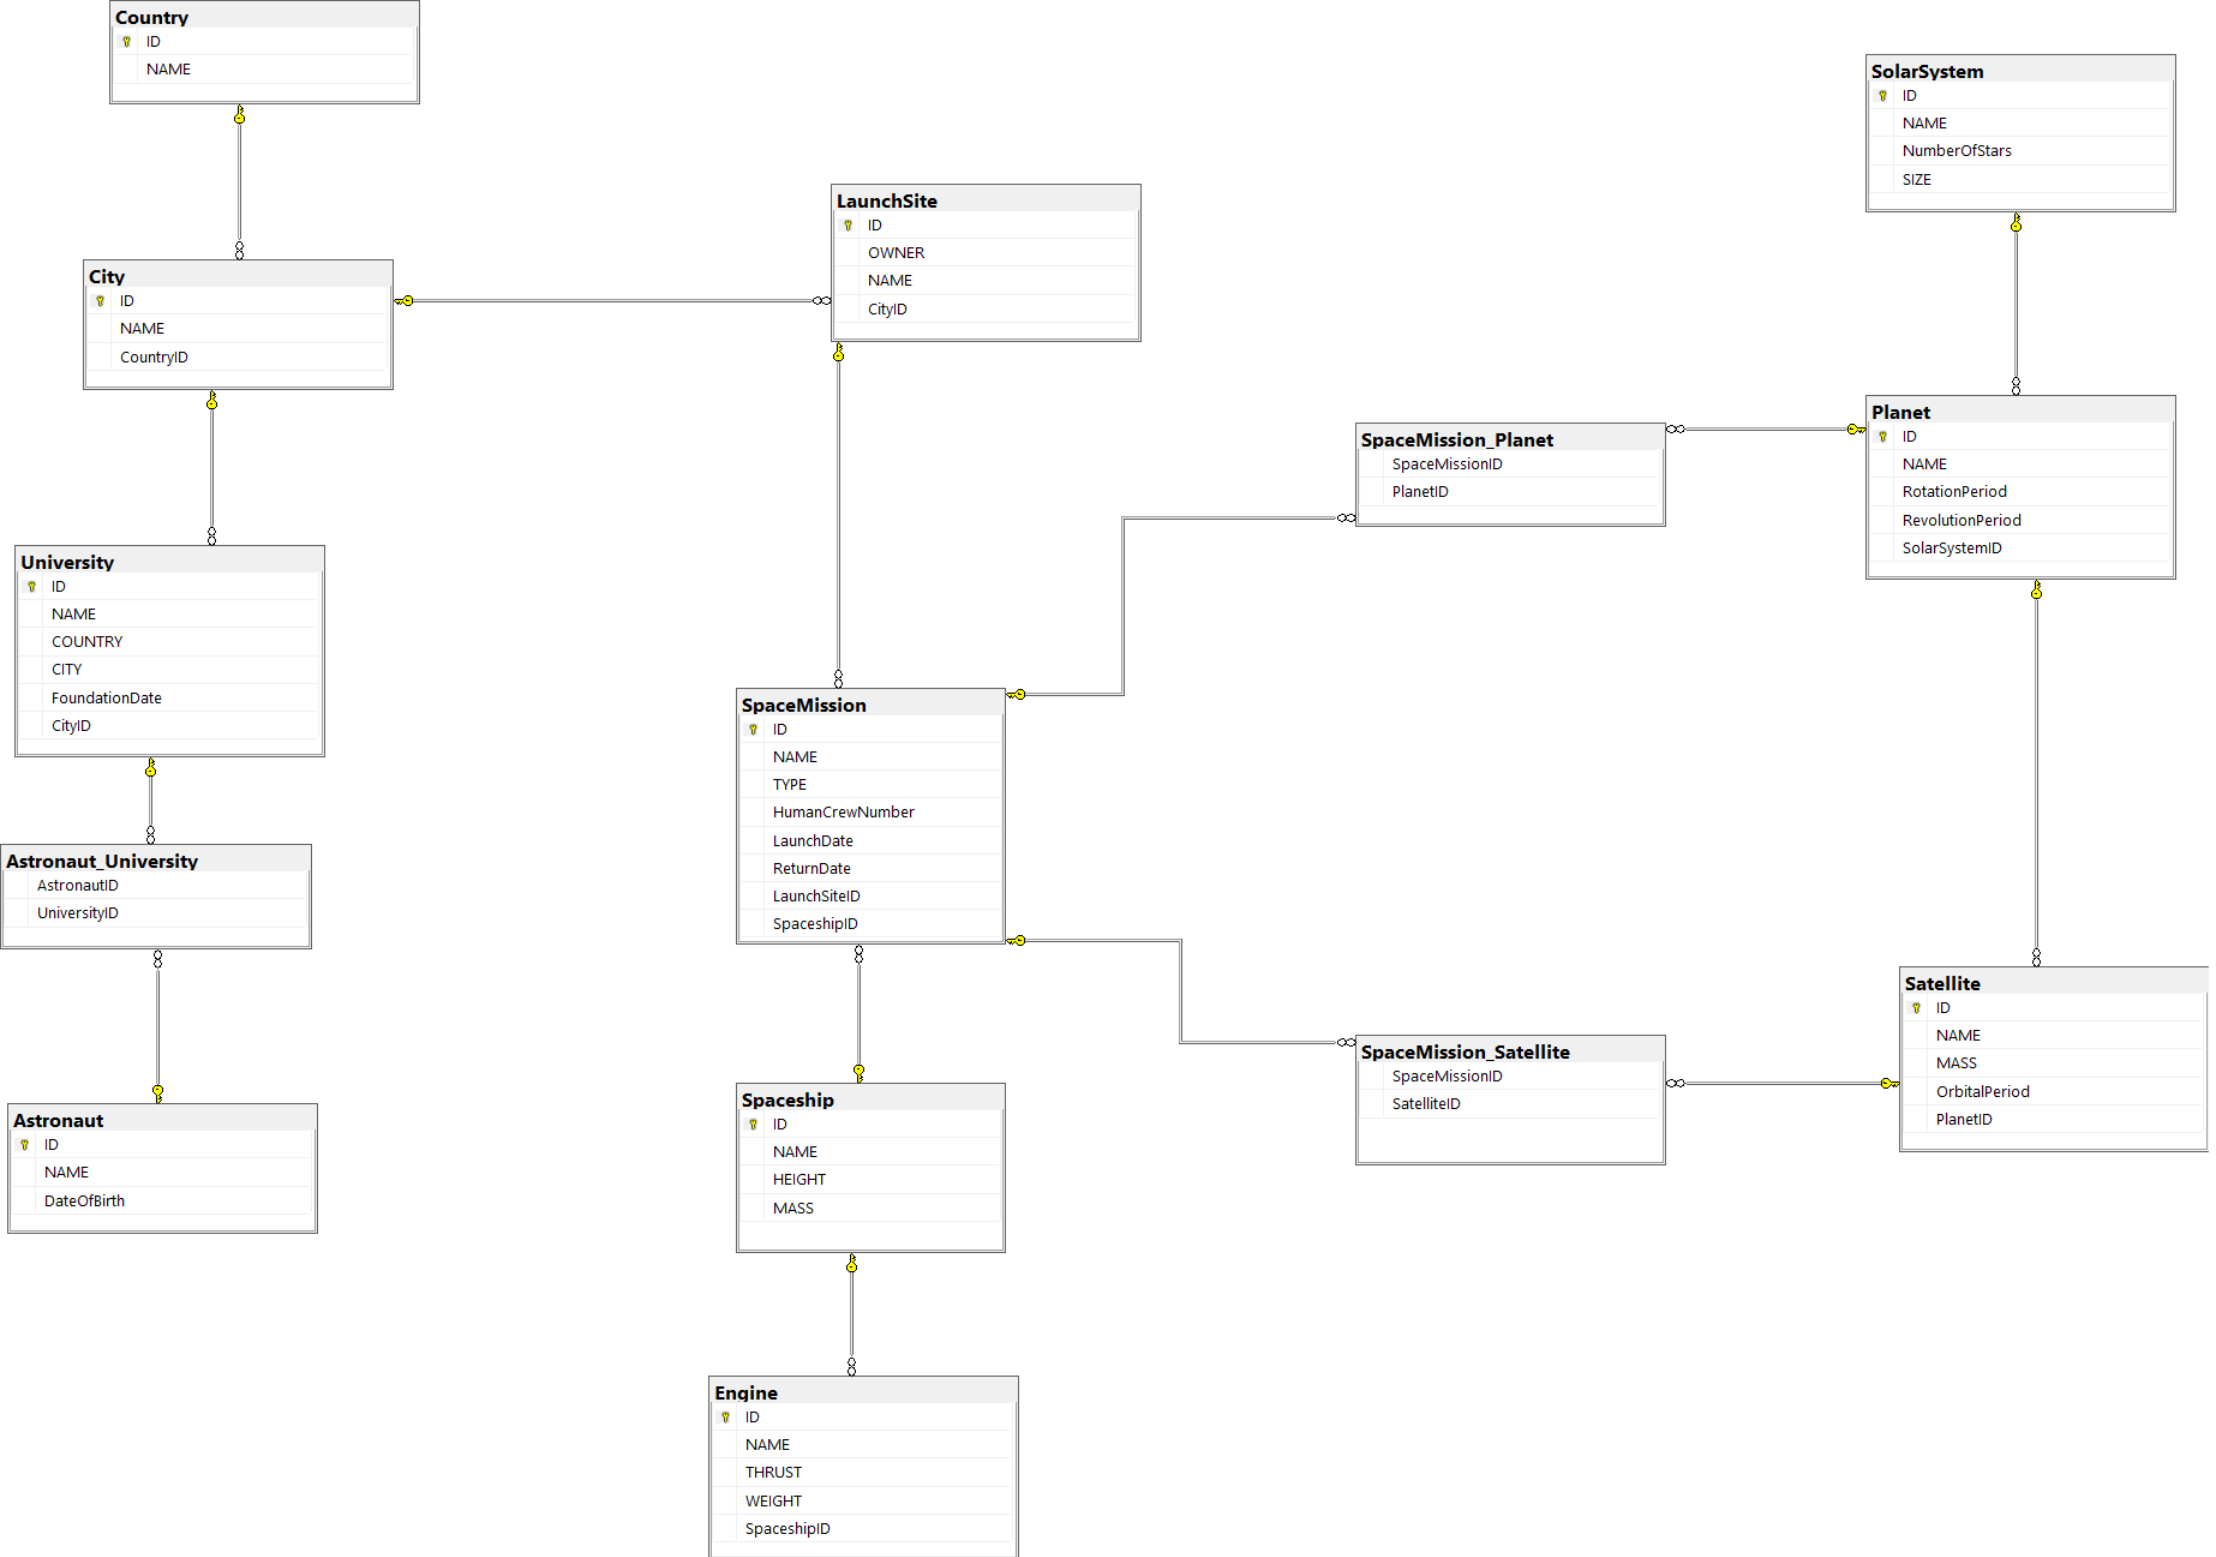 Country
ID
NAME
SolarSystem
ID
NAME
NumberOfStars
SIZE
LaunchSite
ID
OWNER
NAME
CityID
City
ID
NAME
CountryID
Planet
ID
NAME
RotationPeriod
RevolutionPeriod
SolarSystemID
SpaceMission_Planet
SpaceMissionID
PlanetID
University
ID
NAME
COUNTRY
CITY
FoundationDate
CityID
SpaceMission
ID
NAME
TYPE
HumanCrewNumber
LaunchDate
ReturnDate
LaunchSiteID
SpaceshipID
Astronaut_University
AstronautID
UniversityID
Satellite
ID
NAME
MASS
OrbitalPeriod
PlanetID
SpaceMission_Satellite
SpaceMissionID
SatelliteID
Spaceship
ID
NAME
HEIGHT
MASS
Astronaut
ID
NAME
DateOfBirth
Engine
ID
NAME
THRUST
WEIGHT
SpaceshipID